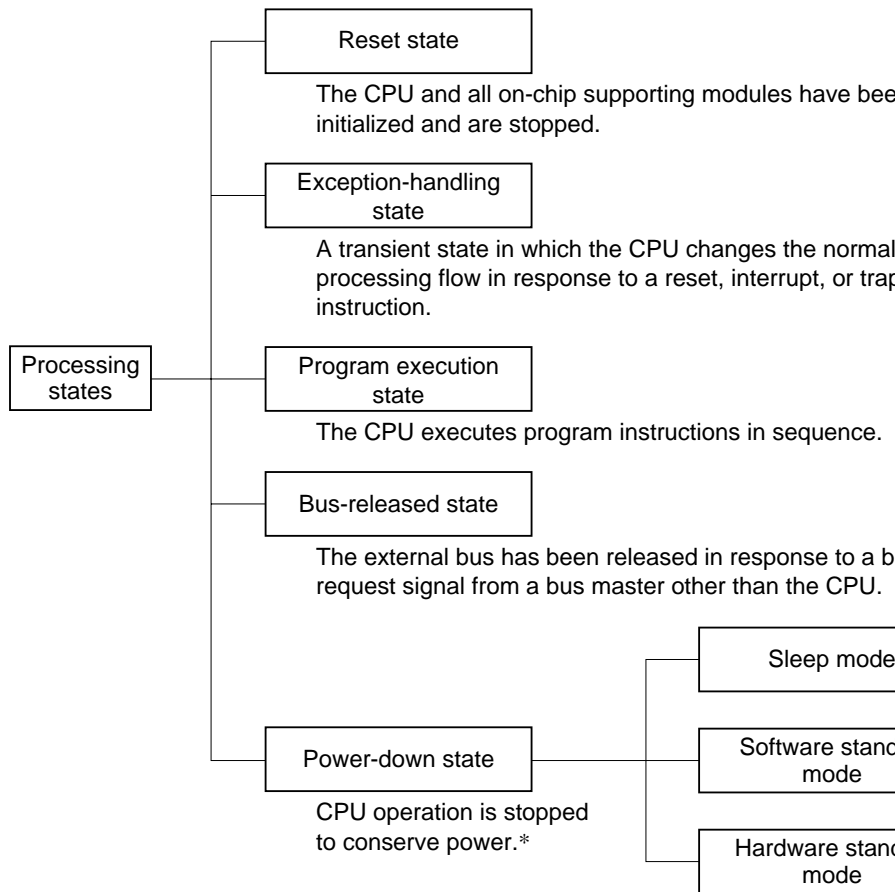 Reset state
The CPU and all on-chip supporting modules have bee
initialized and are stopped.
Exception-handling
state
A transient state in which the CPU changes the normal
processing flow in response to a reset, interrupt, or trap
instruction.
Processing
states
Program execution
state
The CPU executes program instructions in sequence.
Bus-released state
The external bus has been released in response to a b
request signal from a bus master other than the CPU.
Sleep mode
Power-down state
Software stand
mode
CPU operation is stopped
to conserve power.*
Hardware stand
mode